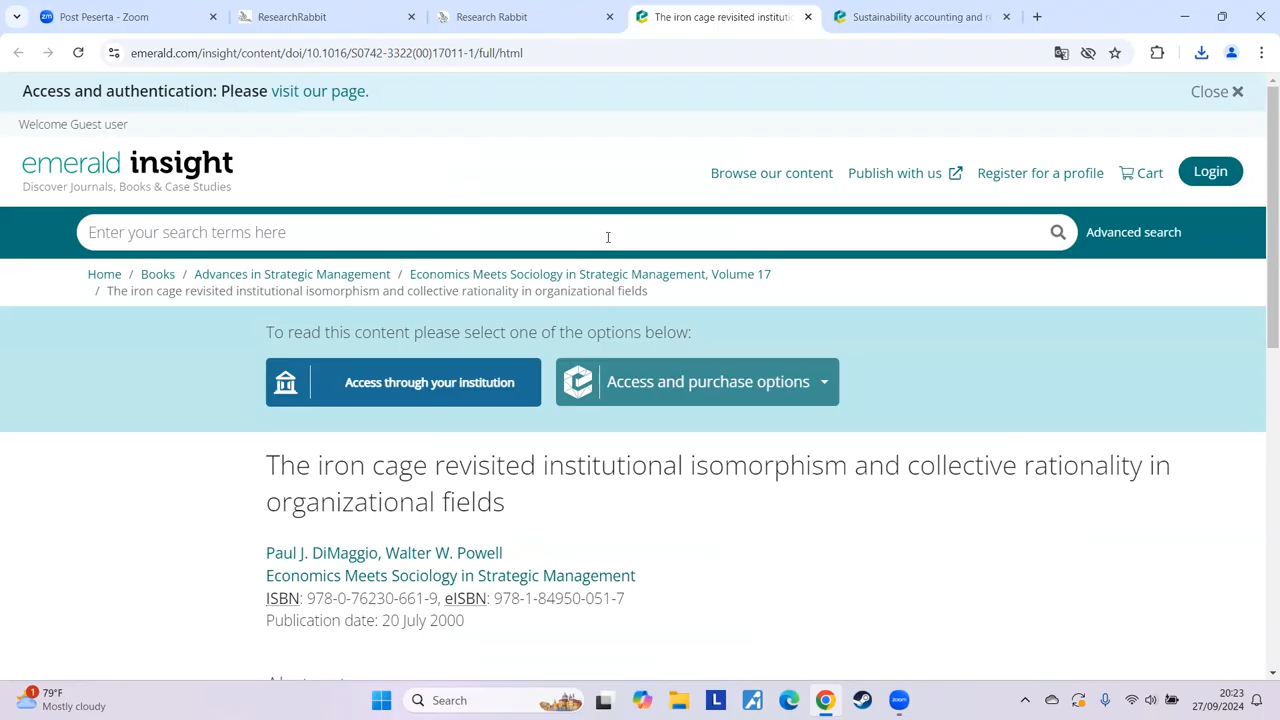 Post Peserta - Zoom
ResearchRabbit
Research Rabbit
The iron cage revisited institutic
Sustainability accounting and re
emerald.com/insight/content/doi/10.1016/S0742-3322(00)17011-1/full/html
Access and authentication: Please visit our page.
Close
Welcome Guest user
emerald insight
Discover Journals, Books & Case Studies
Browse our content
Publish with us
Register for a profile
Cart
Login
Enter your search terms here
Advanced search
Home / Books / Advances in Strategic Management / Economics Meets Sociology in Strategic Management, Volume 17
/ The iron cage revisited institutional isomorphism and collective rationality in organizational fields
To read this content please select one of the options below:
Access through your institution
Access and purchase options
The iron cage revisited institutional isomorphism and collective rationality in
organizational fields
Paul J. DiMaggio, Walter W. Powell
Economics Meets Sociology in Strategic Management
ISBN: 978-0-76230-661-9, eISBN: 978-1-84950-051-7
Publication date: 20 July 2000
1
79°F
Mostly cloudy
Search
L
zoom
20:23
27/09/2024